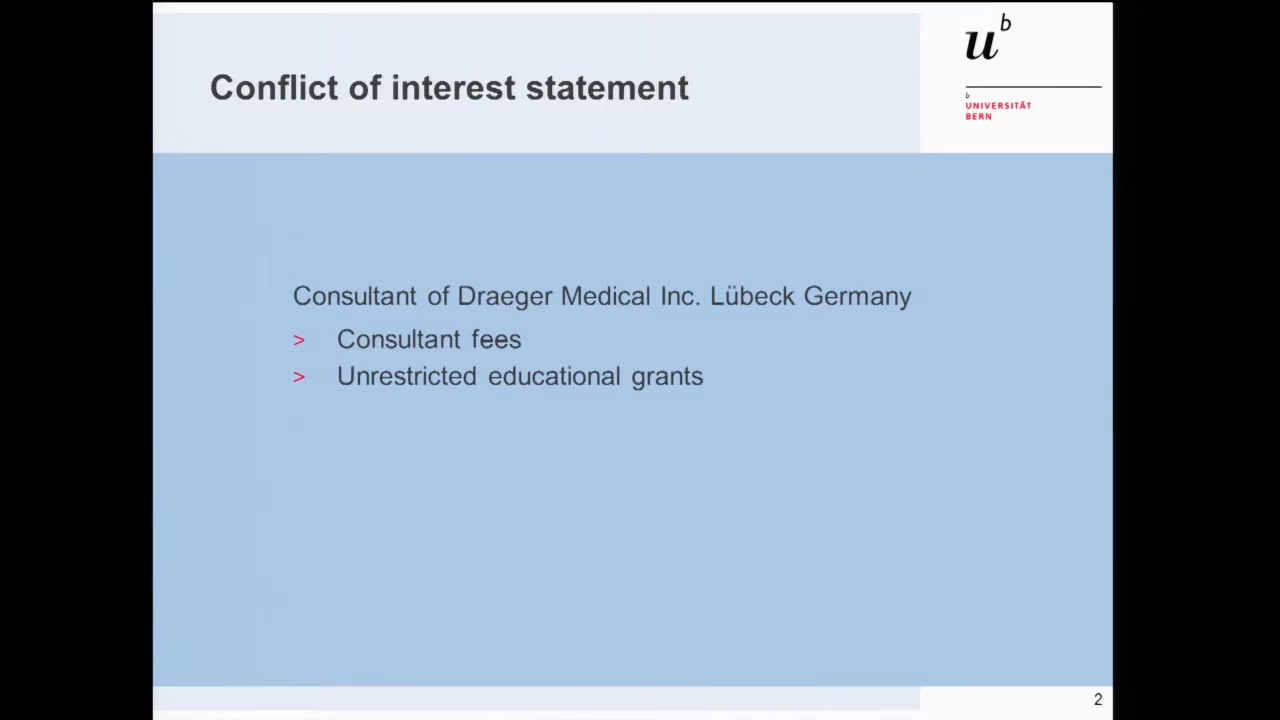 Conflict of interest statement
u b
b
UNIVERSITÄT
BERN
Consultant of Draeger Medical Inc. Lübeck Germany
> Consultant fees
> Unrestricted educational grants
2